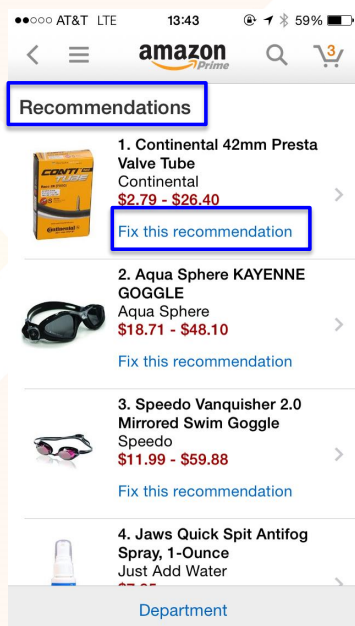 AT&T LTE 13:43 59%
amazon
Prime
3
Recommendations
1. Continental 42mm Presta
Valve Tube
Continental
$2.79 - $26.40
Fix this recommendation
CONTI
TUBE
Continental
2. Aqua Sphere KAYENNE
GOGGLE
Aqua Sphere
$18.71 - $48.10
Fix this recommendation
3. Speedo Vanquisher 2.0
Mirrored Swim Goggle
Speedo
$11.99 - $59.88
Fix this recommendation
4. Jaws Quick Spit Antifog
Spray, 1-Ounce
Just Add Water
Department